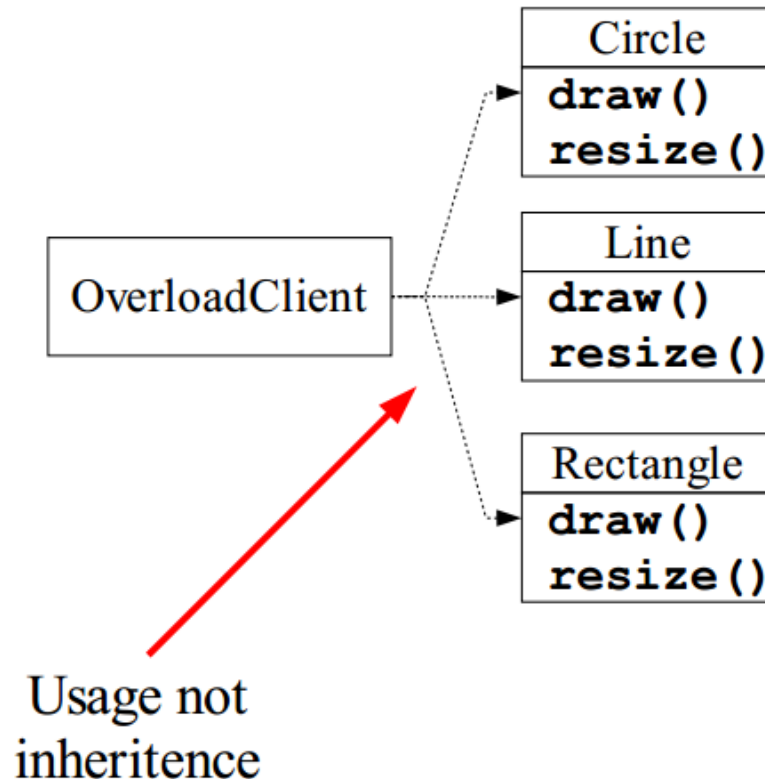 Circle
draw()
resize()
OverloadClient
Line
draw()
resize()
Rectangle
draw()
resize()
Usage not
inheritence